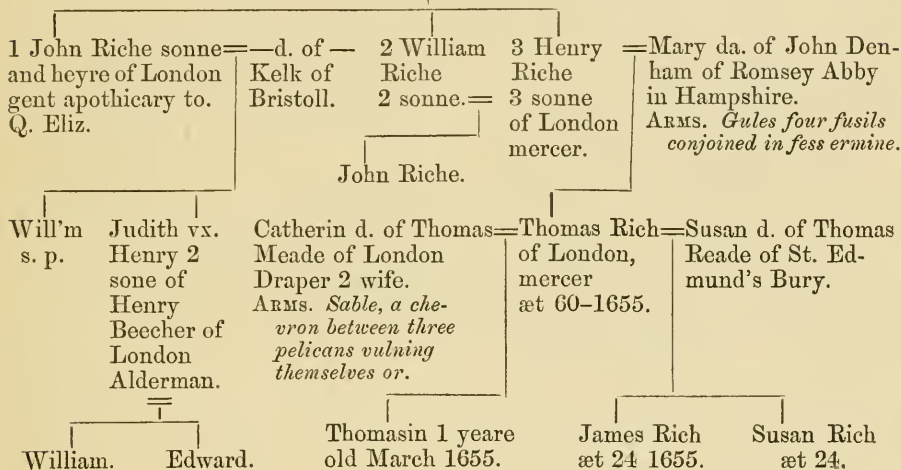 1 John Riche sonne
and heyre of London
gent apothicary to.
Q. Eliz.
=—d. of —
Kelk of
Bristoll.
2 William
Riche
2 sonne.=
3 Henry
Riche
3 sonne
of London
mercer.
=Mary da. of John Den-
ham of Romsey Abby
in Hampshire.
ARMS. Gules four fusils
conjoined in fess ermine.
John Riche.
Will'm
s. p.
Judith vx.
Henry 2
sone of
Henry
Beecher of
London
Alderman.
=
Catherin d. of Thomas=
Meade of London
Draper 2 wife.
ARMS. Sable, a che-
vron between three
pelicans vulning
themselves or.
Thomas Rich=
of London,
mercer
æt 60–1655.
Susan d. of Thomas
Reade of St. Ed-
mund's Bury.
William.
Edward.
Thomasin 1 yeare
old March 1655.
James Rich
æt 24 1655.
Susan Rich
æt 24.